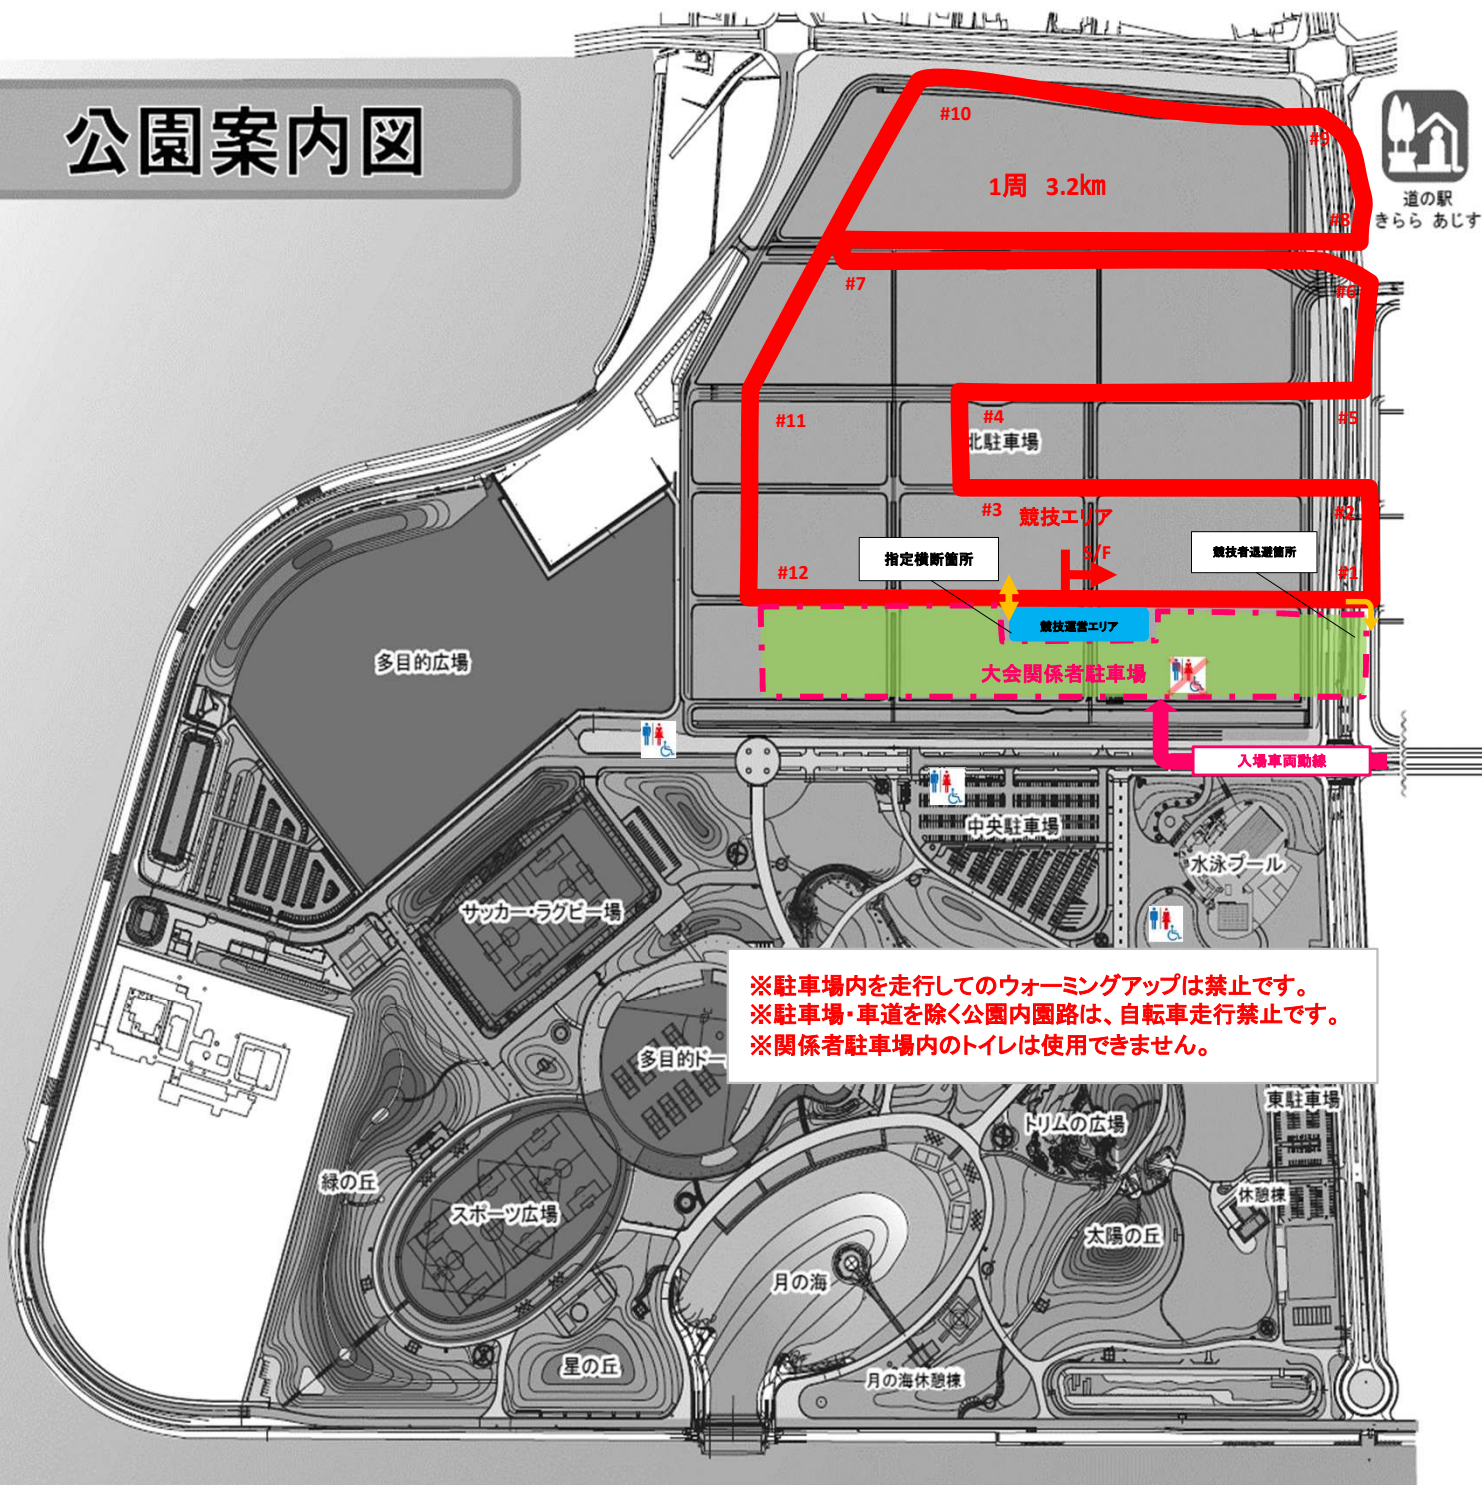 公園案内図
#10
#9
1周 3.2km
道の駅
きらら あじす
#8
#7
#6
#11
#4
#5
北駐車場
#3
競技エリア
#2
指定横断箇所
S/F
競技者退避箇所
#12
#1
競技運営エリア
多目的広場
大会関係者駐車場
入場車両動線
中央駐車場
水泳プール
サッカー・ラグビー場
※駐車場内を走行してのウォーミングアップは禁止です。
※駐車場・車道を除く公園内園路は、自転車走行禁止です。
※関係者駐車場内のトイレは使用できません。
多目的ドー
東駐車場
トリムの広場
緑の丘
休憩棟
スポーツ広場
太陽の丘
月の海
星の丘
月の海休憩棟